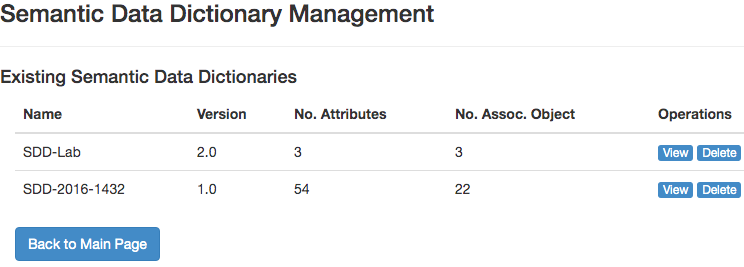 Semantic Data Dictionary Management
Existing Semantic Data Dictionaries
Name Version No. Attributes No. Assoc. Object Operations
SDD-Lab 2.0 3 3 View Delete
SDD-2016-1432 1.0 54 22 View Delete
Back to Main Page